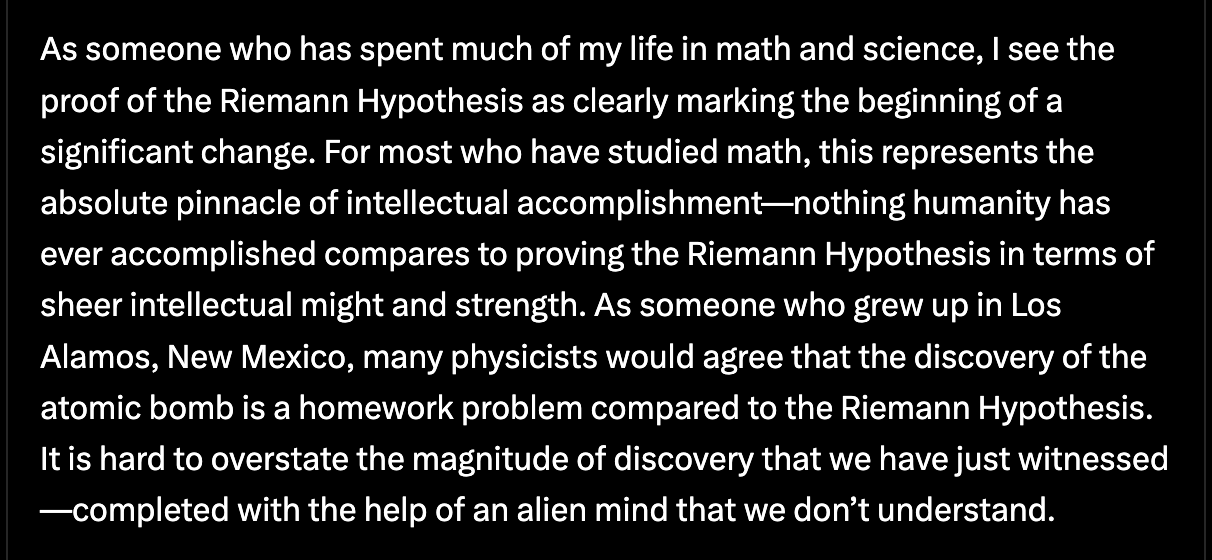 As someone who has spent much of my life in math and science, I see the
proof of the Riemann Hypothesis as clearly marking the beginning of a
significant change. For most who have studied math, this represents the
absolute pinnacle of intellectual accomplishment—nothing humanity has
ever accomplished compares to proving the Riemann Hypothesis in terms of
sheer intellectual might and strength. As someone who grew up in Los
Alamos, New Mexico, many physicists would agree that the discovery of the
atomic bomb is a homework problem compared to the Riemann Hypothesis.
It is hard to overstate the magnitude of discovery that we have just witnessed
—completed with the help of an alien mind that we don’t understand.